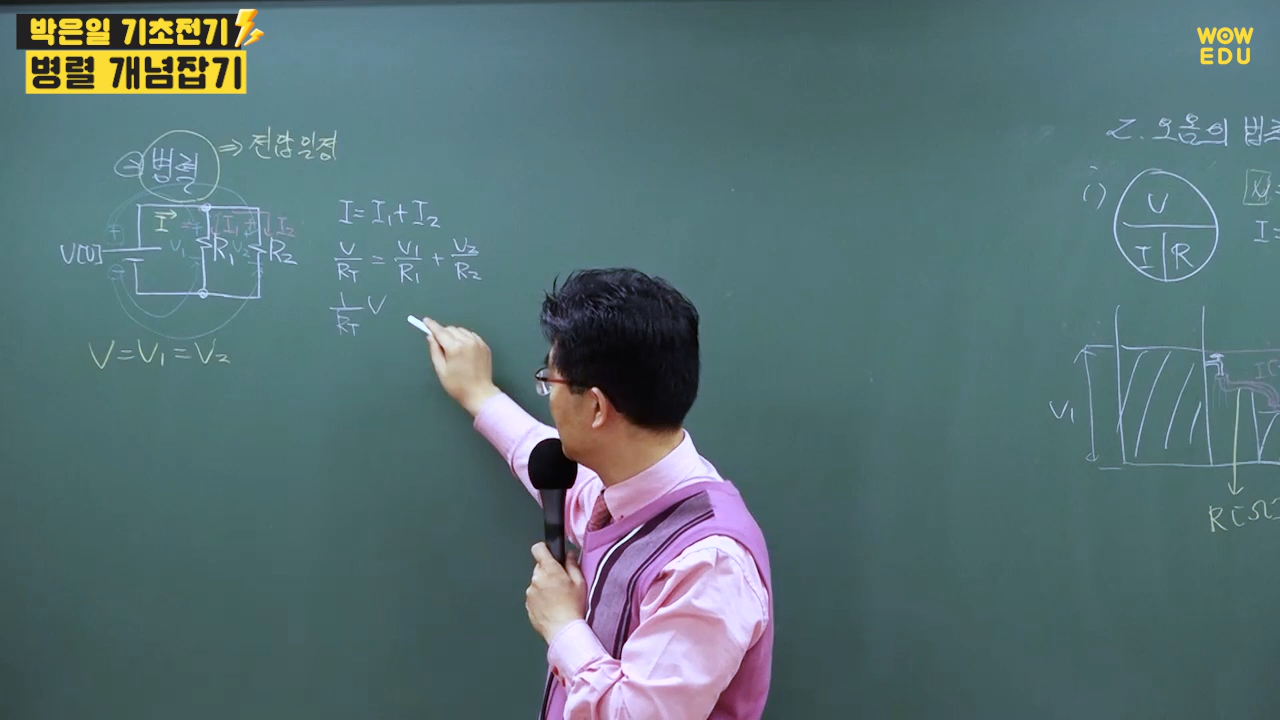 박은일 기초전기
병렬 개념잡기
WOW
EDU
병렬 ⇒ 전압일정
I = I₁ + I₂
V[V]
R₁
R₂
V₁
V₂
V/R_T = V₁/R₁ + V₂/R₂
1/R_T V
V = V₁ = V₂
2. 오옴의 법
V
I R
I=
V₁
R[Ω]